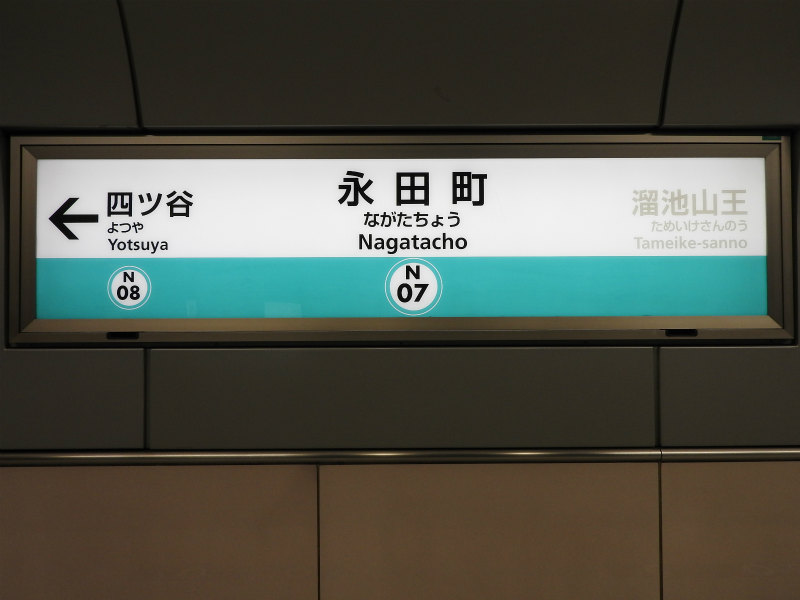 四ツ谷
よつや
Yotsuya
N
08
永田町
ながたちょう
Nagatacho
N
07
溜池山王
ためいけさんのう
Tameike-sanno